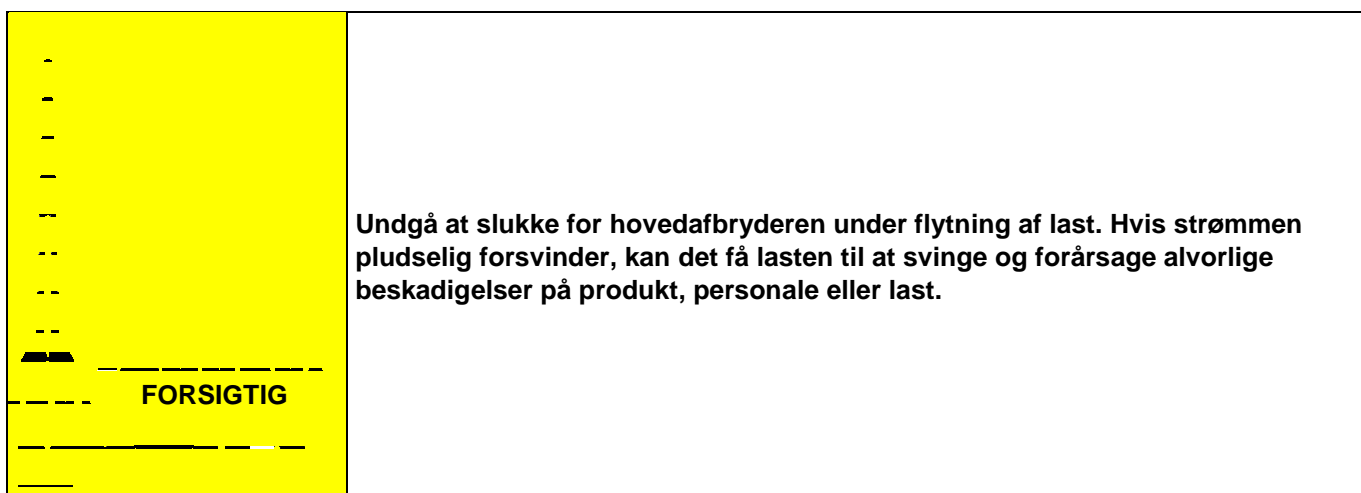 FORSIGTIG
Undgå at slukke for hovedafbryderen under flytning af last. Hvis strømmen
pludselig forsvinder, kan det få lasten til at svinge og forårsage alvorlige
beskadigelser på produkt, personale eller last.